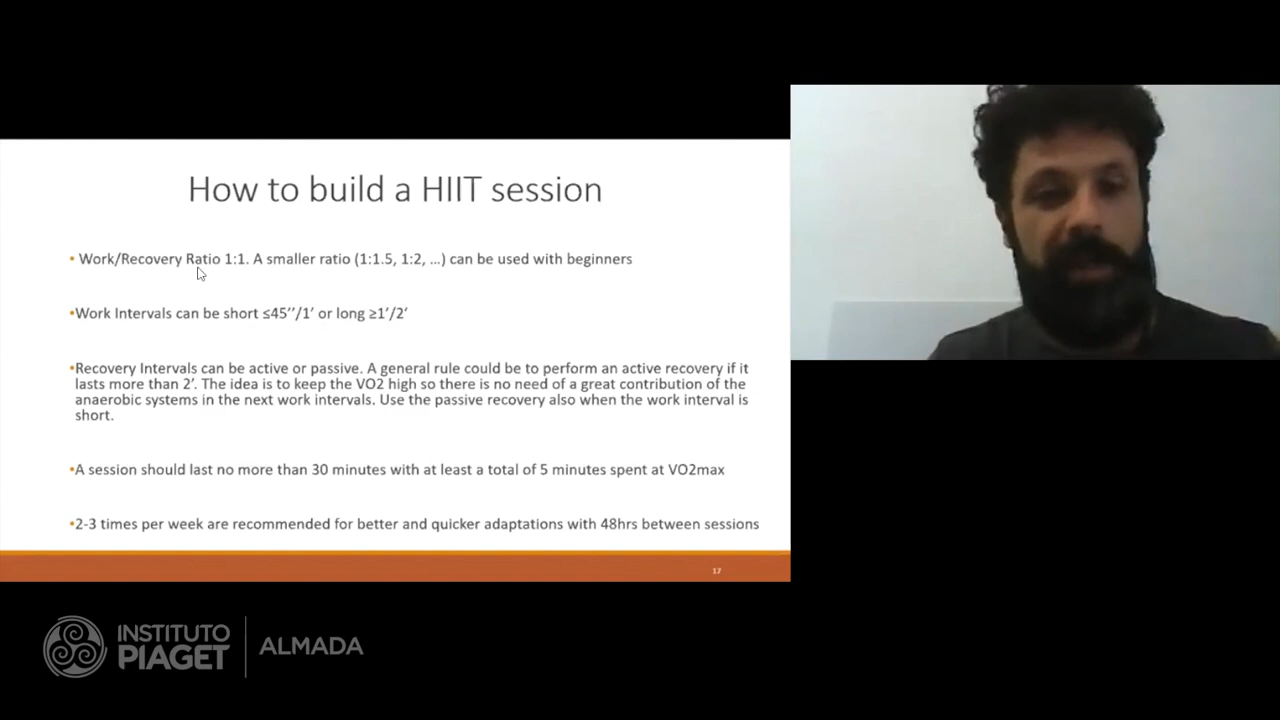 How to build a HIIT session
• Work/Recovery Ratio 1:1. A smaller ratio (1:1.5, 1:2, …) can be used with beginners
•Work Intervals can be short ≤45’’/1’ or long ≥1’/2’
•Recovery Intervals can be active or passive. A general rule could be to perform an active recovery if it
lasts more than 2’. The idea is to keep the VO2 high so there is no need of a great contribution of the
anaerobic systems in the next work intervals. Use the passive recovery also when the work interval is
short.
•A session should last no more than 30 minutes with at least a total of 5 minutes spent at VO2max
•2-3 times per week are recommended for better and quicker adaptations with 48hrs between sessions
17
INSTITUTO
PIAGET
ALMADA